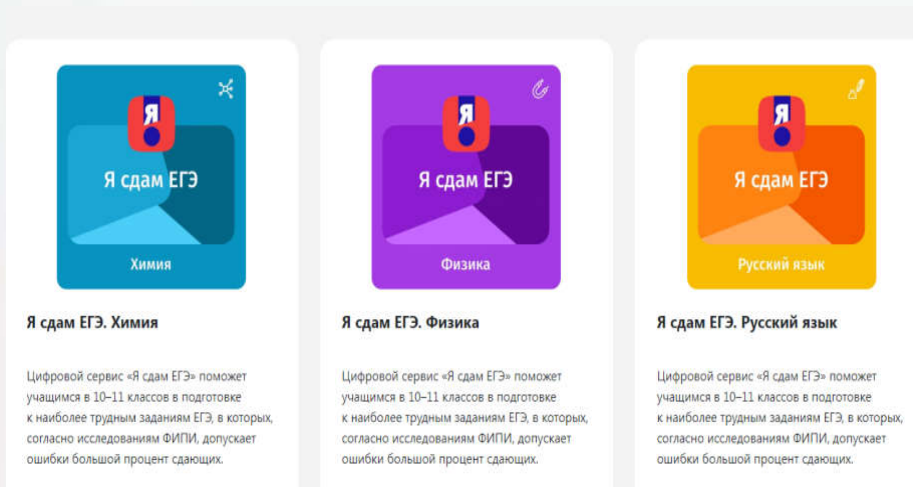 Я
Я сдам ЕГЭ
Химия
Я сдам ЕГЭ. Химия
Цифровой сервис «Я сдам ЕГЭ» поможет
учащимся в 10–11 классов в подготовке
к наиболее трудным заданиям ЕГЭ, в которых,
согласно исследованиям ФИПИ, допускает
ошибки большой процент сдающих.
Я
Я сдам ЕГЭ
Физика
Я сдам ЕГЭ. Физика
Цифровой сервис «Я сдам ЕГЭ» поможет
учащимся в 10–11 классов в подготовке
к наиболее трудным заданиям ЕГЭ, в которых,
согласно исследованиям ФИПИ, допускает
ошибки большой процент сдающих.
Я
Я сдам ЕГЭ
Русский язык
Я сдам ЕГЭ. Русский язык
Цифровой сервис «Я сдам ЕГЭ» поможет
учащимся в 10–11 классов в подготовке
к наиболее трудным заданиям ЕГЭ, в которых,
согласно исследованиям ФИПИ, допускает
ошибки большой процент сдающих.